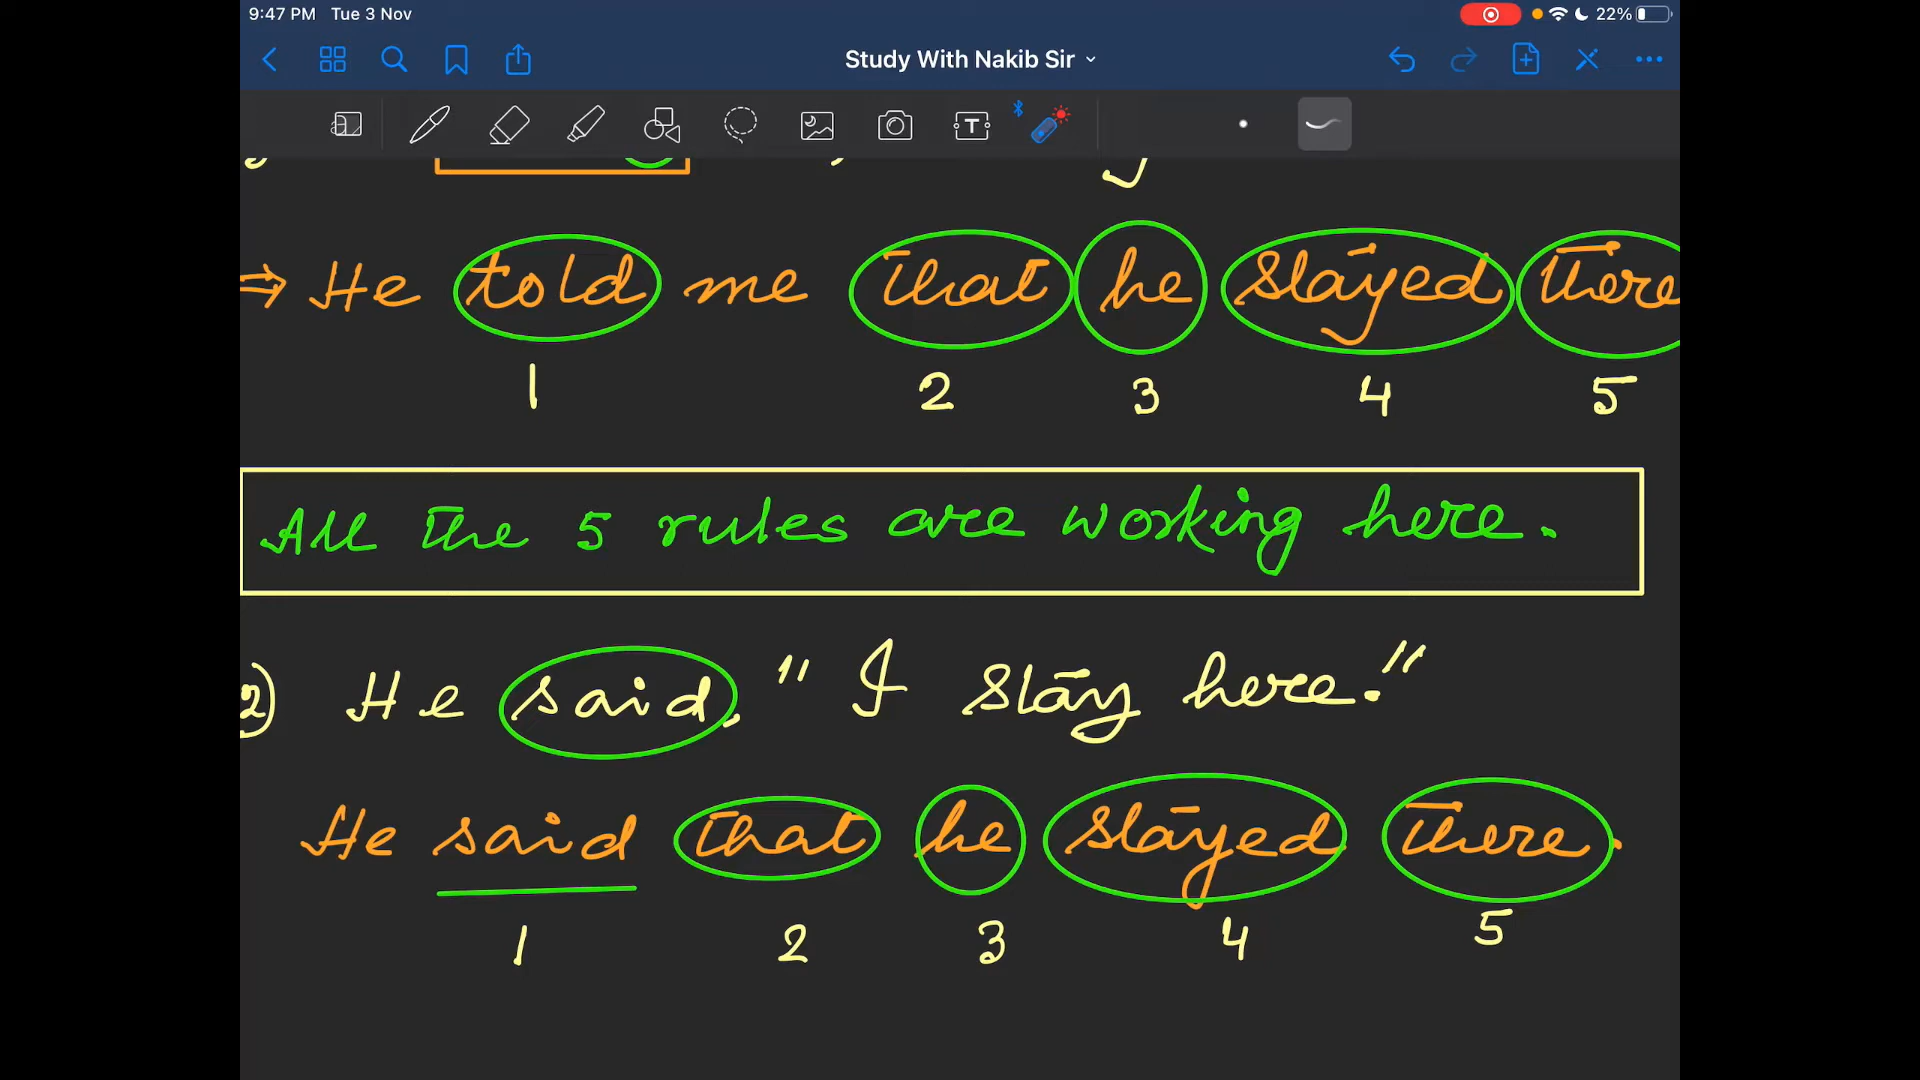 9:47 PM Tue 3 Nov
22%
Study With Nakib Sir
⇒ He told me that he stayed there
1 2 3 4 5
All the 5 rules are working here.
2) He said, "I stay here."
He said that he stayed there.
1 2 3 4 5